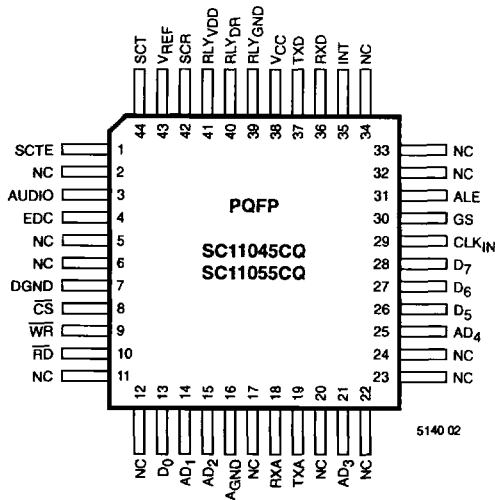 SCT VREF SCR RLYVDD RLYDR RLYGND VCC TXD RXD INT NC
44 43 42 41 40 39 38 37 36 35 34
SCTE 1
NC 2
AUDIO 3
EDC 4
NC 5
NC 6
DGND 7
C̅S̅ 8
W̅R̅ 9
R̅D̅ 10
NC 11
PQFP
SC11045CQ
SC11055CQ
33 NC
32 NC
31 ALE
30 GS
29 CLKIN
28 D7
27 D6
26 D5
25 AD4
24 NC
23 NC
12 13 14 15 16 17 18 19 20 21 22
NC D0 AD1 AD2 AGND NC RXA TXA NC AD3 NC
5140 02